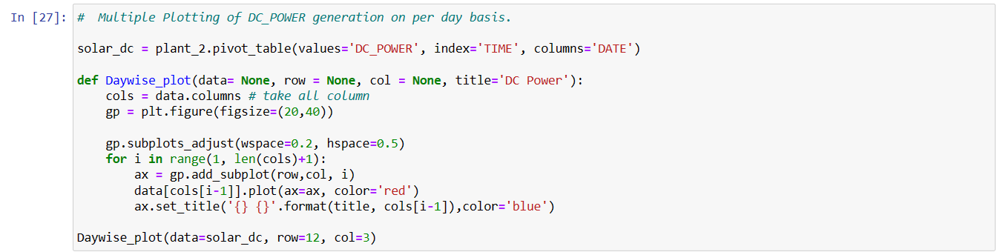 In [27]: #  Multiple Plotting of DC_POWER generation on per day basis.
solar_dc = plant_2.pivot_table(values='DC_POWER', index='TIME', columns='DATE')
def Daywise_plot(data= None, row = None, col = None, title='DC Power'):
    cols = data.columns # take all column
    gp = plt.figure(figsize=(20,40))
    gp.subplots_adjust(wspace=0.2, hspace=0.5)
    for i in range(1, len(cols)+1):
        ax = gp.add_subplot(row,col, i)
        data[cols[i-1]].plot(ax=ax, color='red')
        ax.set_title('{} {}'.format(title, cols[i-1]),color='blue')
Daywise_plot(data=solar_dc, row=12, col=3)